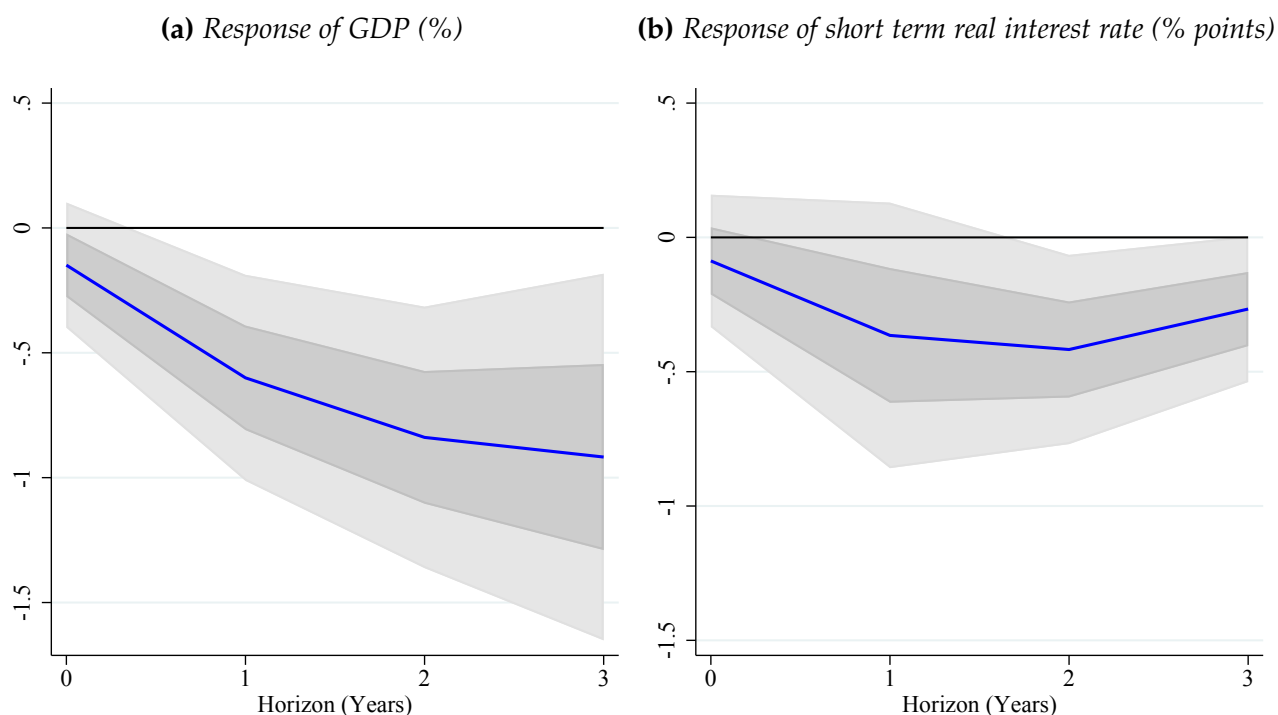 (a) Response of GDP (%)
.5
0
-.5
-1
-1.5
0 1 2 3
Horizon (Years)
(b) Response of short term real interest rate (% points)
.5
0
-.5
-1
-1.5
0 1 2 3
Horizon (Years)